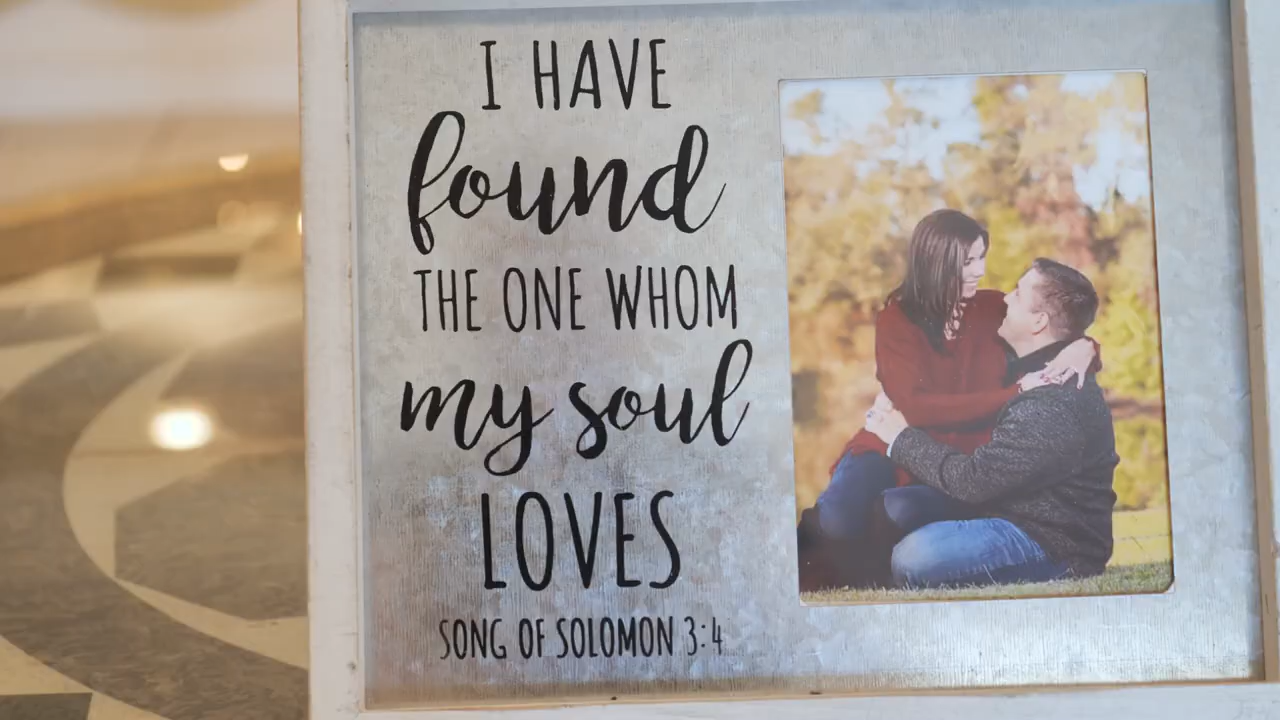 I HAVE
found
THE ONE WHOM
my soul
LOVES
SONG OF SOLOMON 3:4